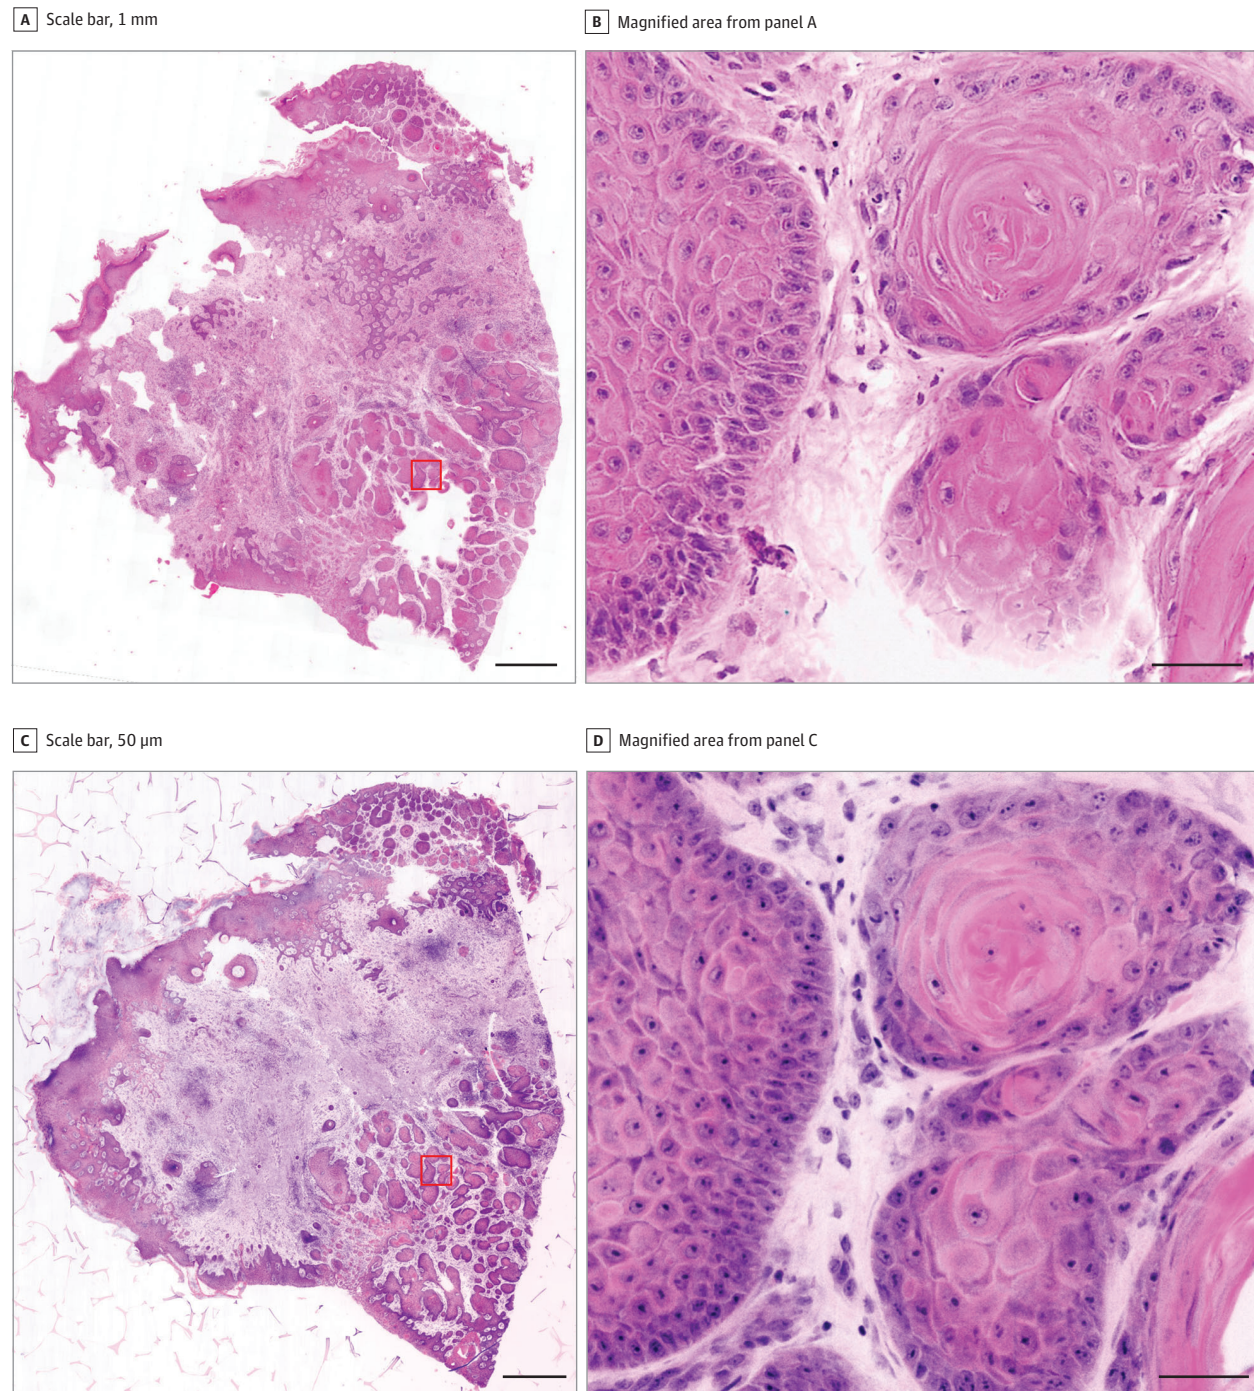 A Scale bar, 1 mm
B Magnified area from panel A
C Scale bar, 50 µm
D Magnified area from panel C